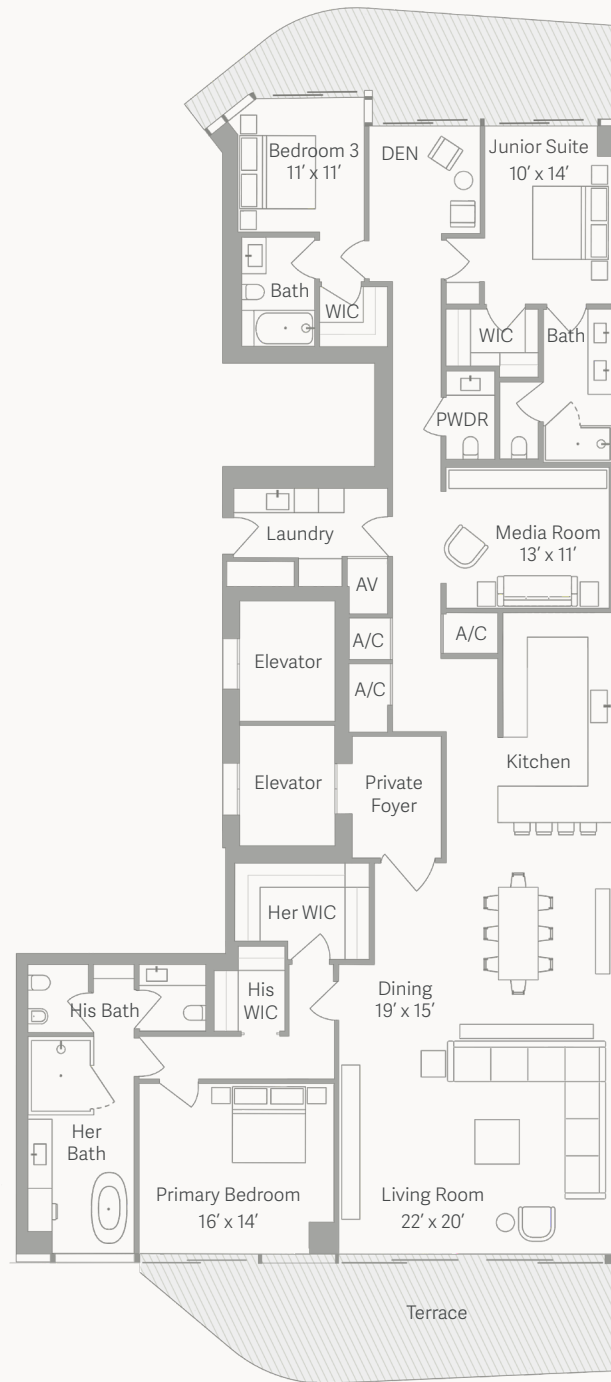 Bedroom 3
11′ x 11′
DEN
Junior Suite
10′ x 14′
Bath
WIC
WIC
Bath
PWDR
Laundry
Media Room
13′ x 11′
AV
A/C
A/C
A/C
Elevator
Kitchen
Elevator
Private
Foyer
Her WIC
His
WIC
Dining
19′ x 15′
His Bath
Her
Bath
Primary Bedroom
16′ x 14′
Living Room
22′ x 20′
Terrace